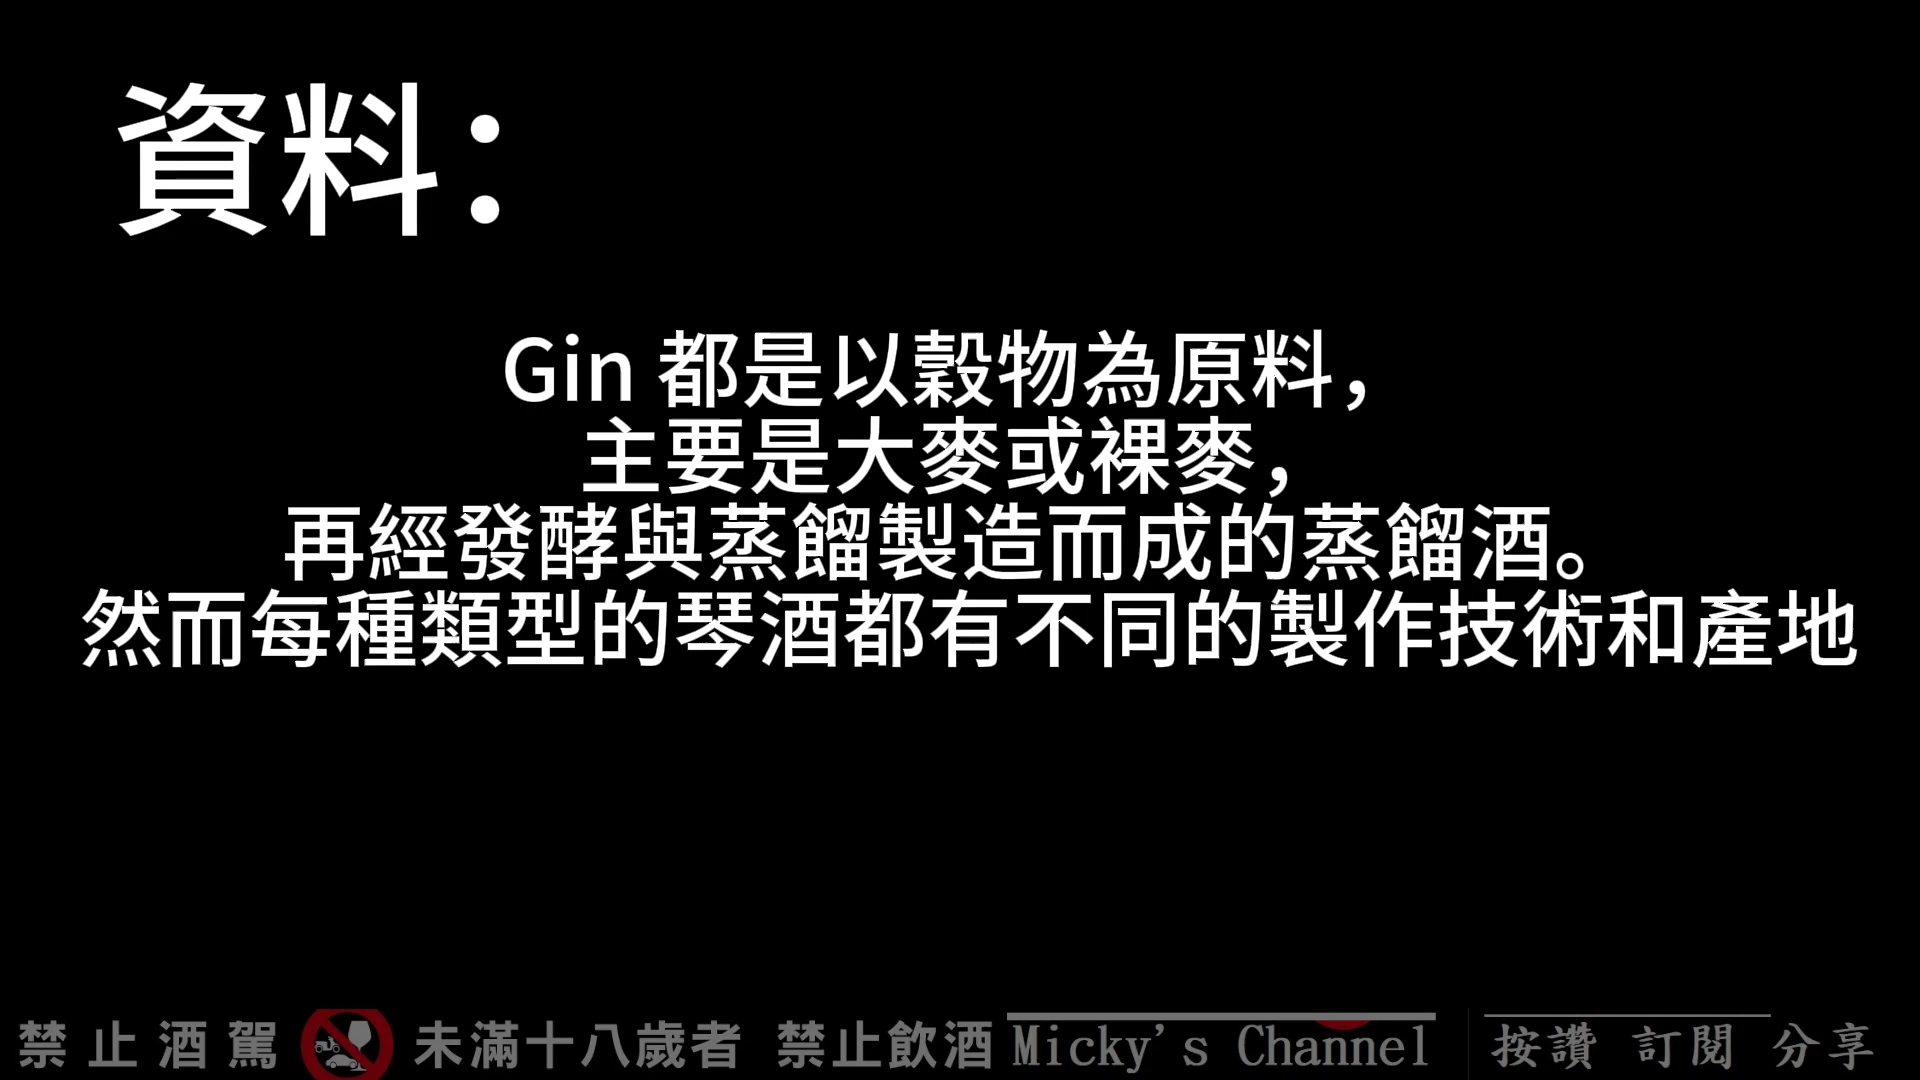 資料：
Gin 都是以穀物為原料，
主要是大麥或裸麥，
再經發酵與蒸餾製造而成的蒸餾酒。
然而每種類型的琴酒都有不同的製作技術和產地
禁止酒駕 未滿十八歲者 禁止飲酒 Micky's Channel 按讚 訂閱 分享